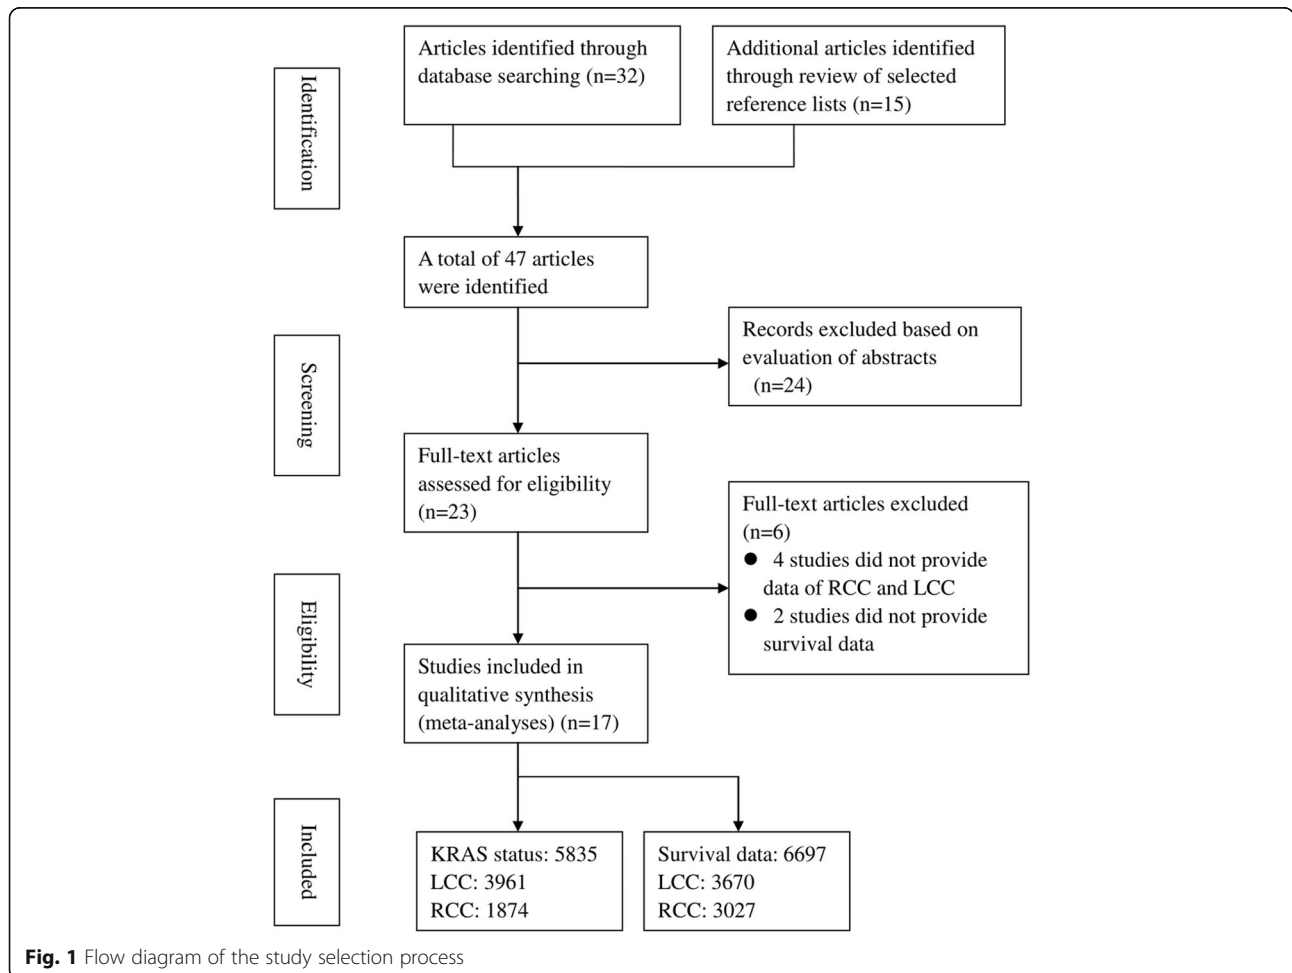 Identification
Articles identified through
database searching (n=32)
Additional articles identified
through review of selected
reference lists (n=15)
A total of 47 articles
were identified
Screening
Records excluded based on
evaluation of abstracts
(n=24)
Full-text articles
assessed for eligibility
(n=23)
Full-text articles excluded
(n=6)
● 4 studies did not provide
data of RCC and LCC
● 2 studies did not provide
survival data
Eligibility
Studies included in
qualitative synthesis
(meta-analyses) (n=17)
Included
KRAS status: 5835
LCC: 3961
RCC: 1874
Survival data: 6697
LCC: 3670
RCC: 3027
Fig. 1 Flow diagram of the study selection process